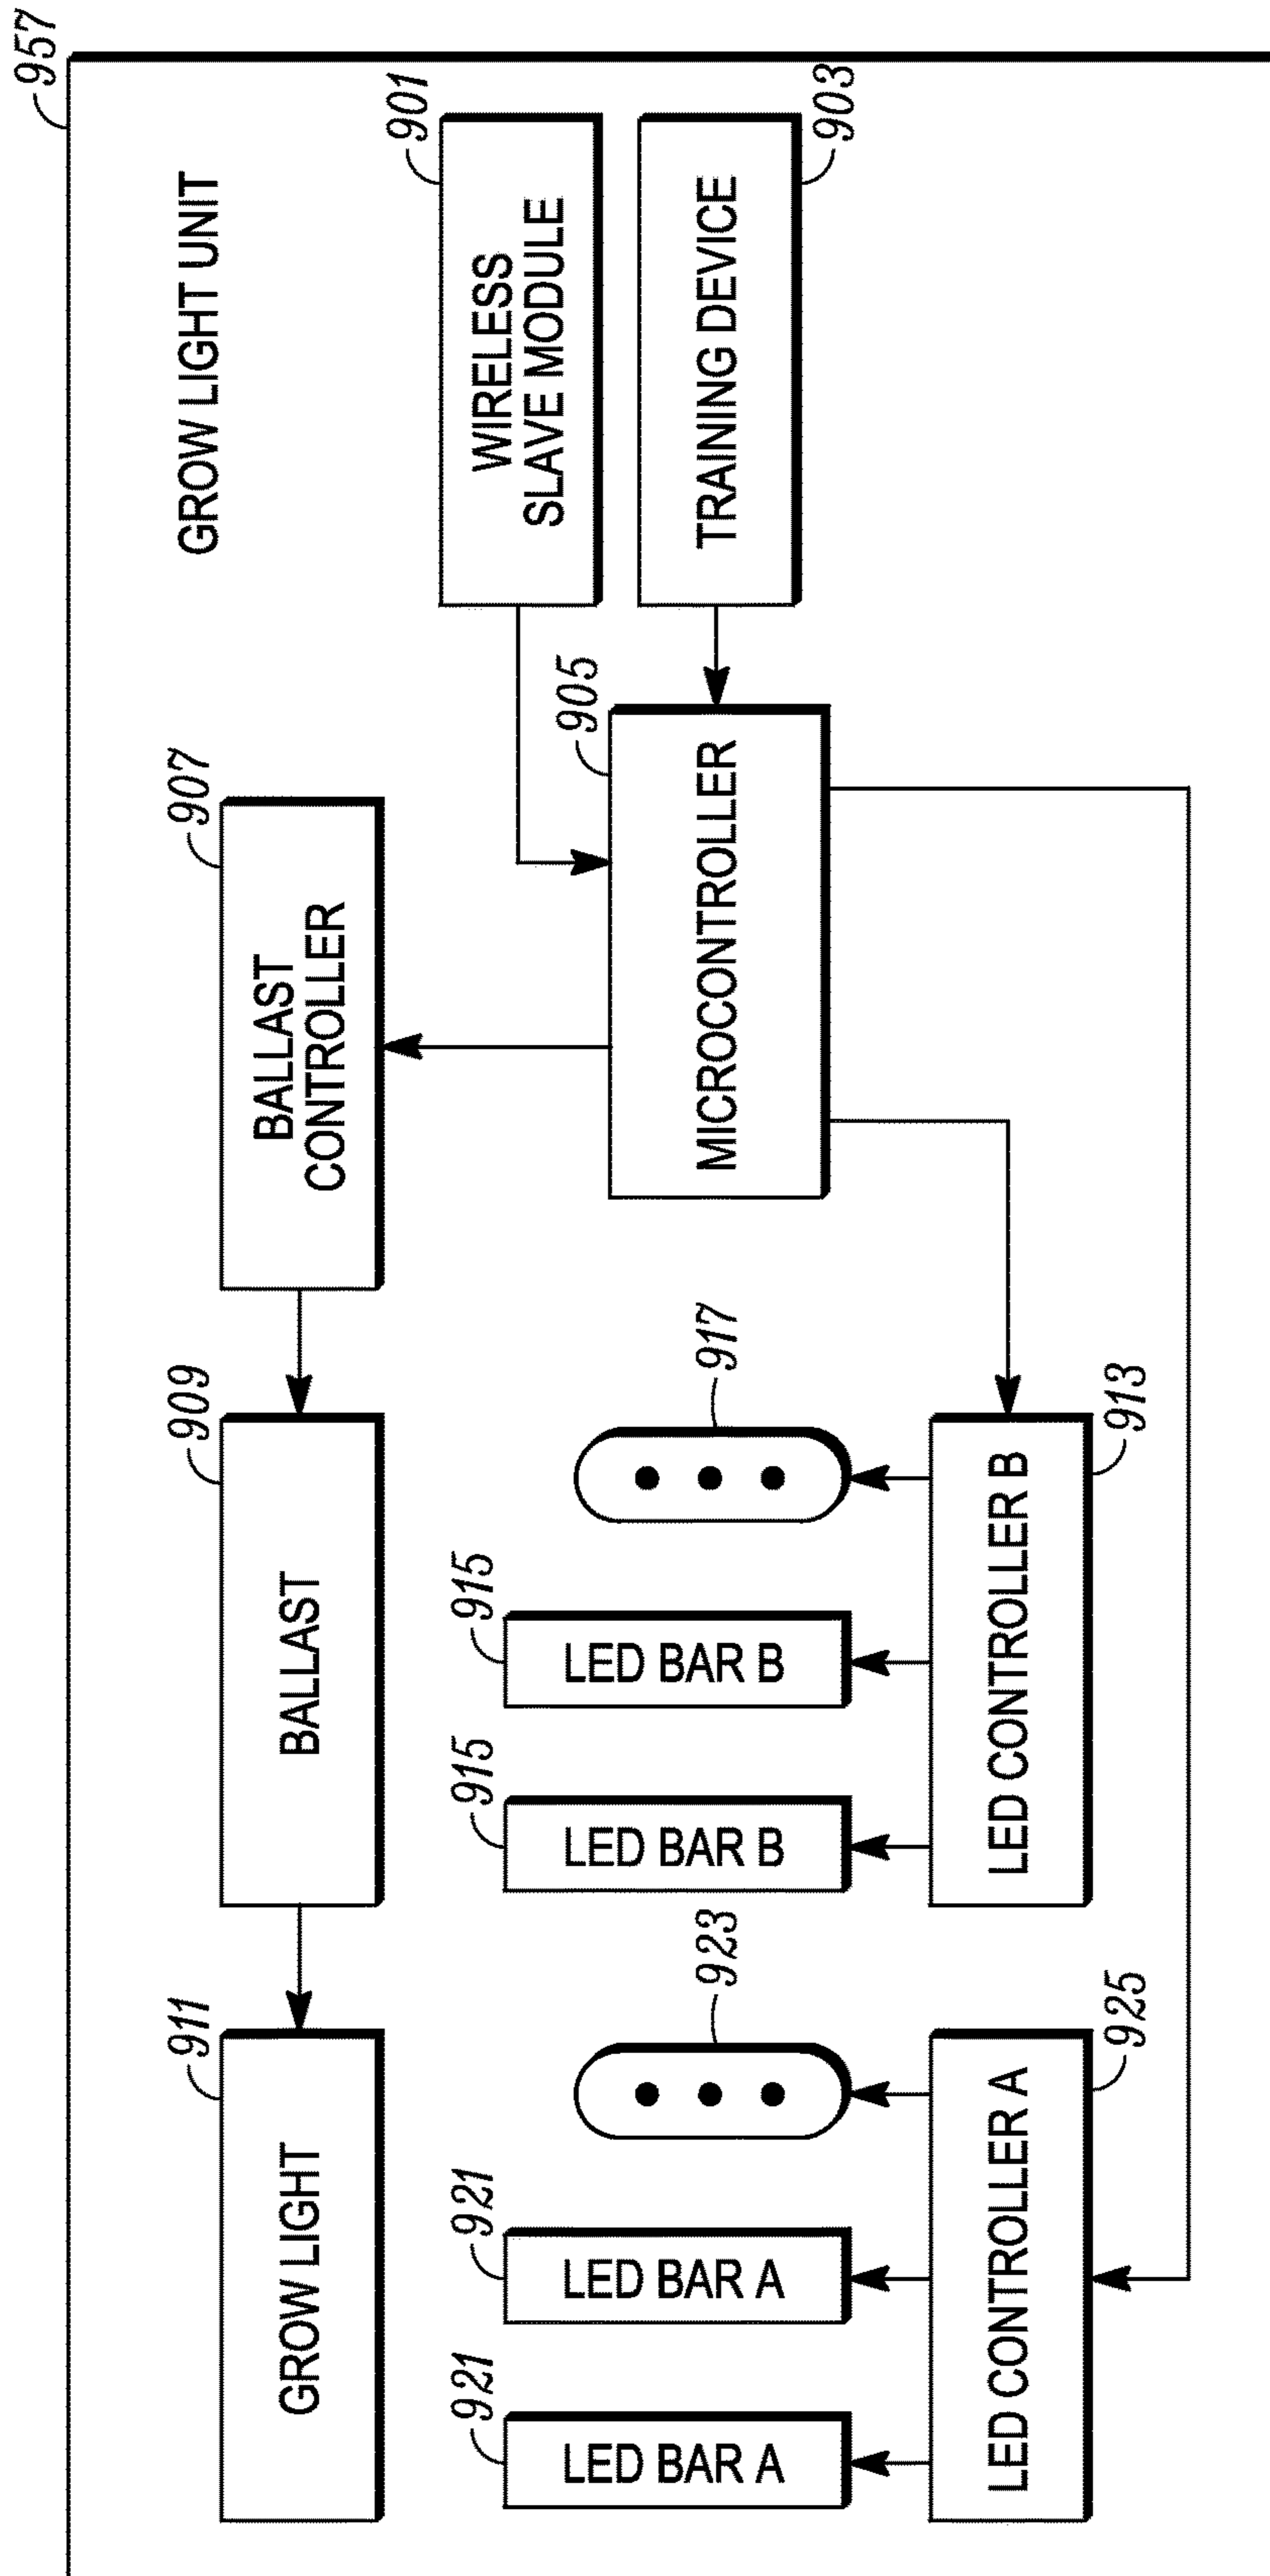 957
GROW LIGHT UNIT
911
GROW LIGHT
909
BALLAST
907
BALLAST
CONTROLLER
901
WIRELESS
SLAVE MODULE
921
LED BAR A
921
LED BAR A
923
915
LED BAR B
915
LED BAR B
917
905
MICROCONTROLLER
TRAINING DEVICE
903
LED CONTROLLER A
925
LED CONTROLLER B
913